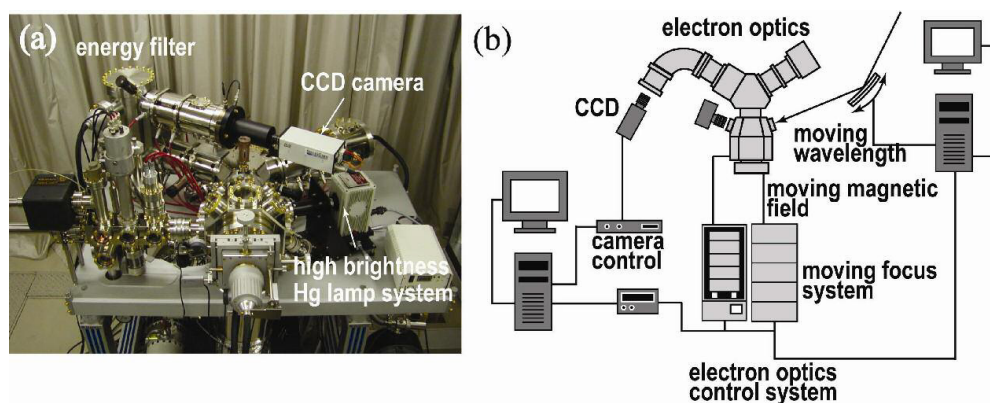 (a)
energy filter
CCD camera
high brightness
Hg lamp system
(b)
electron optics
CCD
moving
wavelength
moving magnetic
field
camera
control
moving focus
system
electron optics
control system